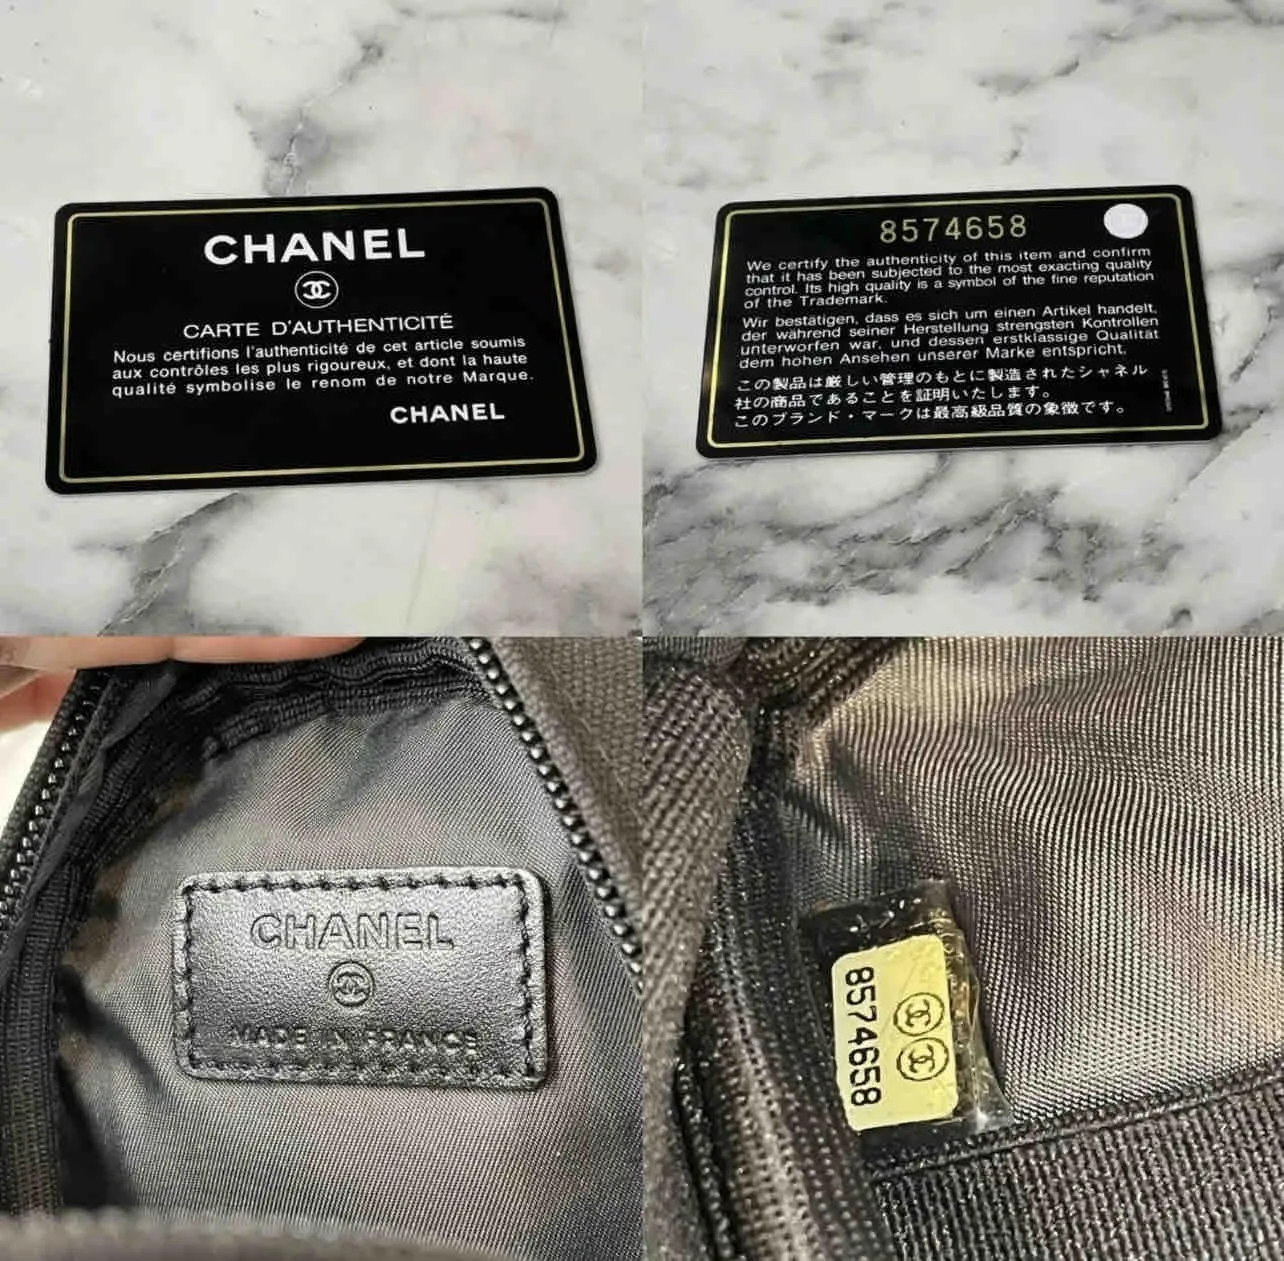 CHANEL
CARTE D'AUTHENTICITÉ
Nous certifions l'authenticité de cet article soumis
aux contrôles les plus rigoureux, et dont la haute
qualité symbolise le renom de notre Marque.
CHANEL
8574658
We certify the authenticity of this item and confirm
that it has been subjected to the most exacting quality
control. Its high quality is a symbol of the fine reputation
of the Trademark.
Wir bestätigen, dass es sich um einen Artikel handelt,
der während seiner Herstellung strengsten Kontrollen
unterworfen war, und dessen erstklassige Qualität
dem hohen Ansehen unserer Marke entspricht.
この製品は厳しい管理のもとに製造されたシャネル
社の商品であることを証明いたします。
このブランド・マークは最高級品質の象徴です。
CHANEL
MADE IN FRANCE
8574658